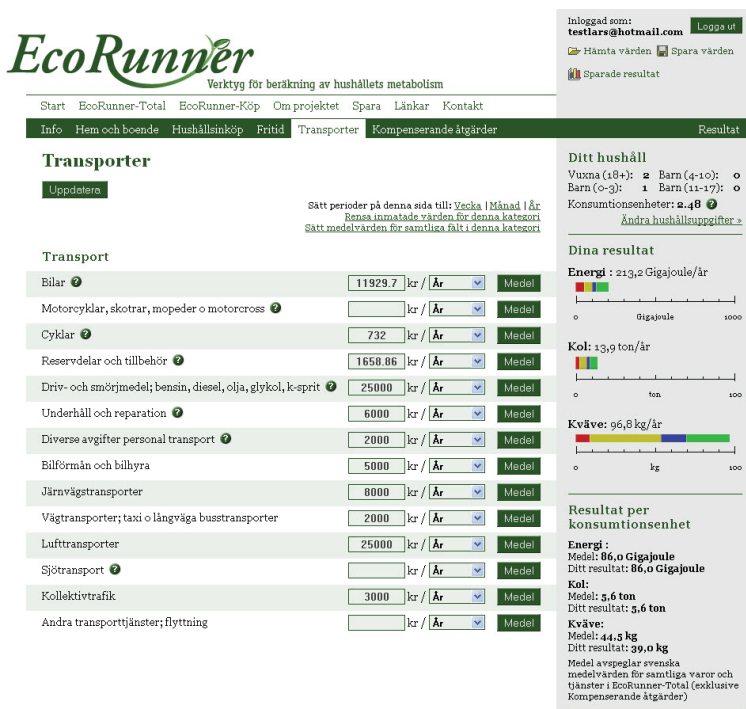 Inloggad som:
testlars@hotmail.com
Logga ut
Hämta värden Spara värden
Sparade resultat
EcoRunner
Verktyg för beräkning av hushållets metabolism
Start EcoRunner-Total EcoRunner-Köp Om projektet Spara Länkar Kontakt
Info Hem och boende Hushållsinköp Fritid Transporter Kompenserande åtgärder Resultat
Transporter
Uppdatera
Sätt perioder på denna sida till: Vecka | Månad | År
Rensa inmatade värden för denna kategori
Sätt medelvärden för samtliga fält i denna kategori
Transport
Bilar ? 11929.7 kr / År Medel
Motorcyklar, skotrar, mopeder o motorcross ? kr / År Medel
Cyklar ? 732 kr / År Medel
Reservdelar och tillbehör ? 1658.86 kr / År Medel
Driv- och smörjmedel; bensin, diesel, olja, glykol, k-sprit ? 25000 kr / År Medel
Underhåll och reparation ? 6000 kr / År Medel
Diverse avgifter personal transport ? 2000 kr / År Medel
Bilförmån och bilhyra 5000 kr / År Medel
Järnvägstransporter 8000 kr / År Medel
Vägtransporter; taxi o långväga busstransporter 2000 kr / År Medel
Lufttransporter 25000 kr / År Medel
Sjötransport ? kr / År Medel
Kollektivtrafik 3000 kr / År Medel
Andra transporttjänster; flyttning kr / År Medel
Ditt hushåll
Vuxna (18+): 2 Barn (4-10): 0
Barn (0-3): 1 Barn (11-17): 0
Konsumtionsenheter: 2.48 ?
Ändra hushållsuppgifter »
Dina resultat
Energi : 213,2 Gigajoule/år
0 Gigajoule 1000
Kol: 13,9 ton/år
0 ton 100
Kväve: 96,8 kg/år
0 kg 100
Resultat per
konsumtionsenhet
Energi :
Medel: 86,0 Gigajoule
Ditt resultat: 86,0 Gigajoule
Kol:
Medel: 5,6 ton
Ditt resultat: 5,6 ton
Kväve:
Medel: 44,5 kg
Ditt resultat: 39,0 kg
Medel avspeglar svenska
medelvärden för samtliga varor och
tjänster i EcoRunner-Total (exklusive
Kompenserande åtgärder)